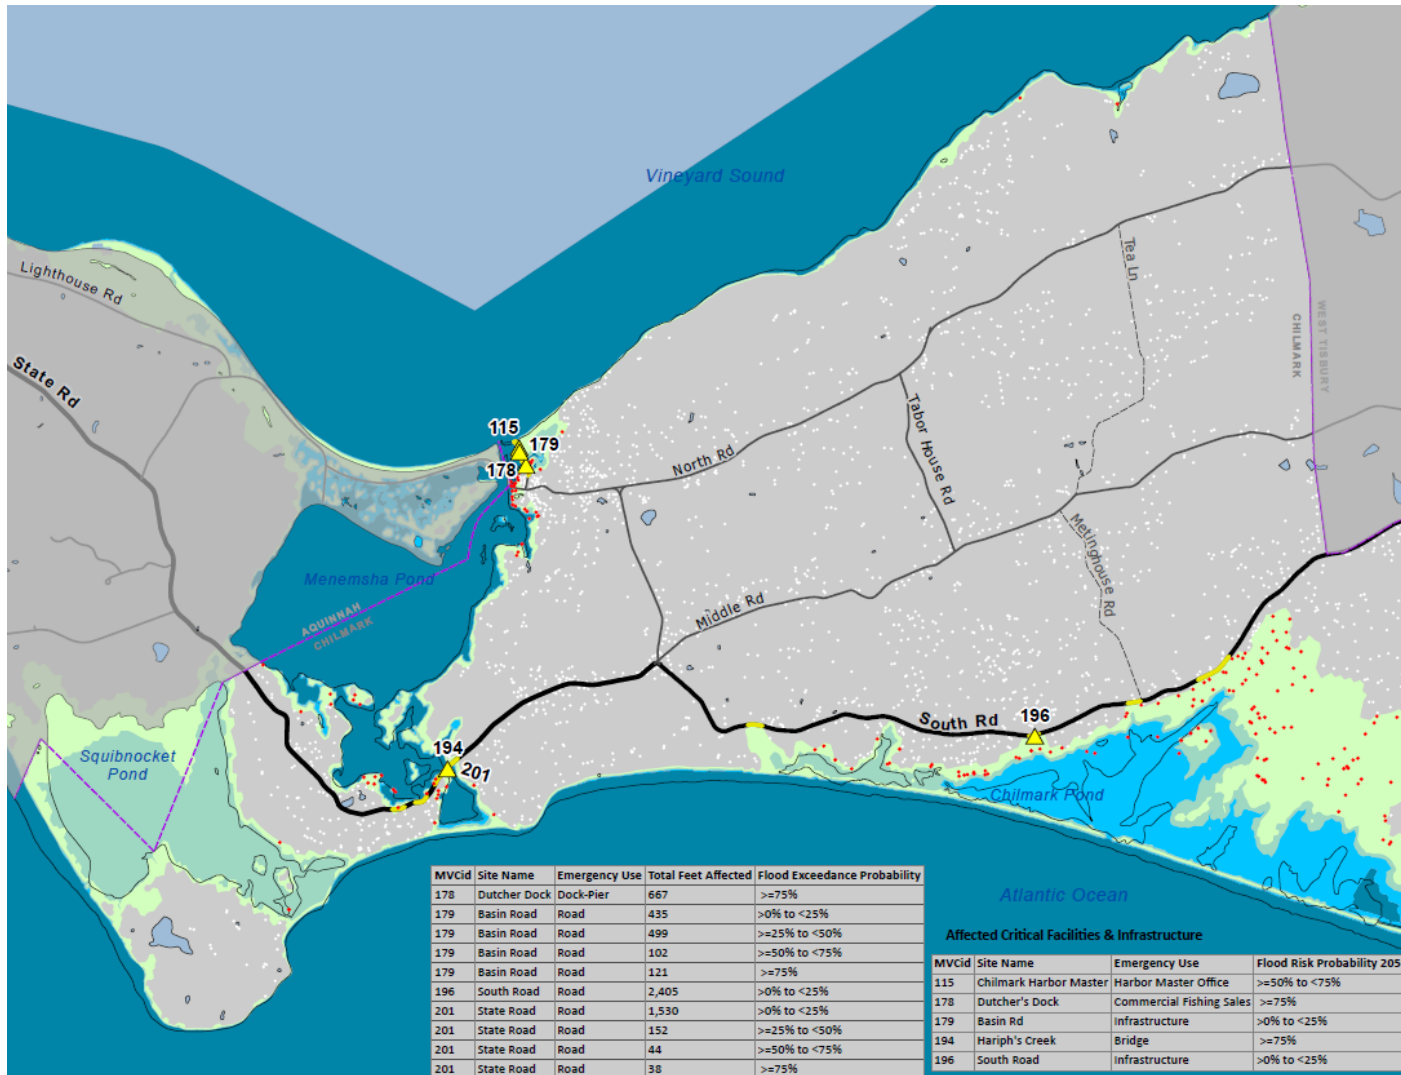 Vineyard Sound
Lighthouse Rd
State Rd
Tea Ln
WEST TISBURY
CHILMARK
Tabor House Rd
115
179
178
North Rd
Metinghouse Rd
Menemsha Pond
AQUINNAH
CHILMARK
Middle Rd
South Rd
196
Squibnocket
Pond
194
201
Chilmark Pond
Atlantic Ocean
MVCid Site Name Emergency Use Total Feet Affected Flood Exceedance Probability
178 Dutcher Dock Dock-Pier 667 >=75%
179 Basin Road Road 435 >0% to <25%
179 Basin Road Road 499 >=25% to <50%
179 Basin Road Road 102 >=50% to <75%
179 Basin Road Road 121 >=75%
196 South Road Road 2,405 >0% to <25%
201 State Road Road 1,530 >0% to <25%
201 State Road Road 152 >=25% to <50%
201 State Road Road 44 >=50% to <75%
201 State Road Road 38 >=75%
Affected Critical Facilities & Infrastructure
MVCid Site Name Emergency Use Flood Risk Probability 205
115 Chilmark Harbor Master Harbor Master Office >=50% to <75%
178 Dutcher's Dock Commercial Fishing Sales >=75%
179 Basin Rd Infrastructure >0% to <25%
194 Hariph's Creek Bridge >=75%
196 South Road Infrastructure >0% to <25%